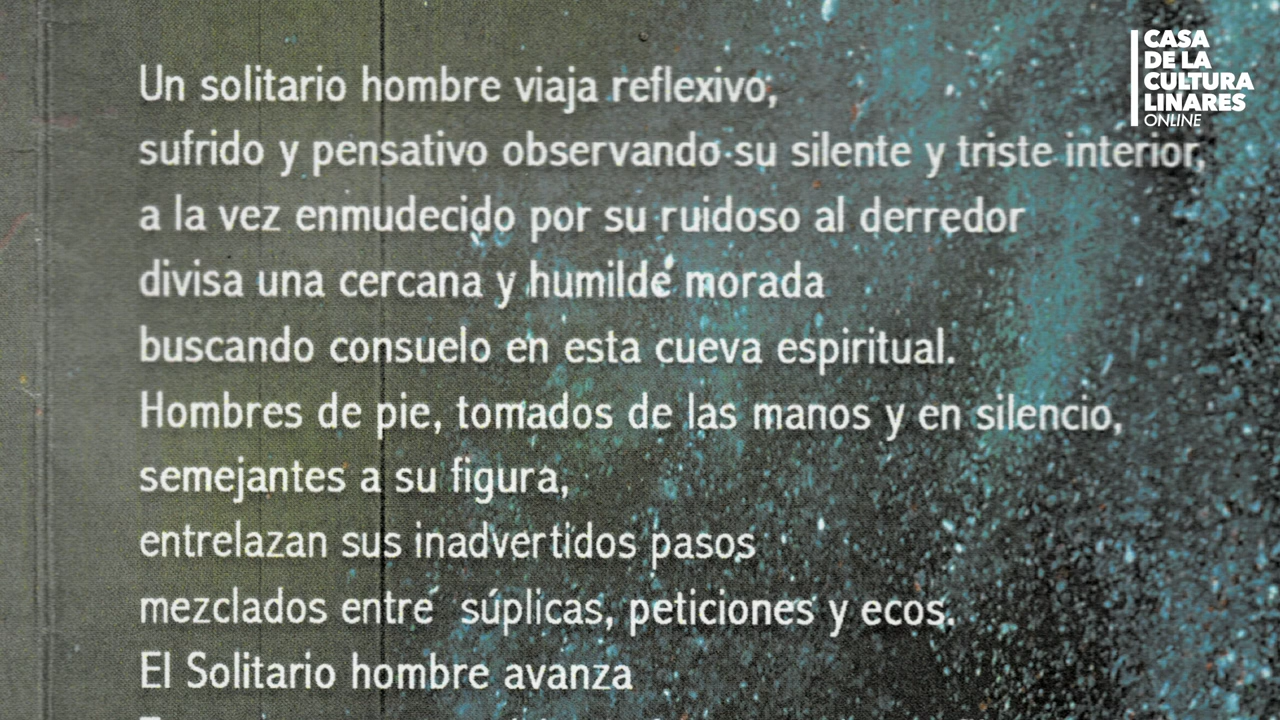 CASA
DE LA
CULTURA
LINARES
ONLINE
Un solitario hombre viaja reflexivo,
sufrido y pensativo observando su silente y triste interior,
a la vez enmudecido por su ruidoso al derredor
divisa una cercana y humilde morada
buscando consuelo en esta cueva espiritual.
Hombres de pie, tomados de las manos y en silencio,
semejantes a su figura,
entrelazan sus inadvertidos pasos
mezclados entre súplicas, peticiones y ecos.
El Solitario hombre avanza